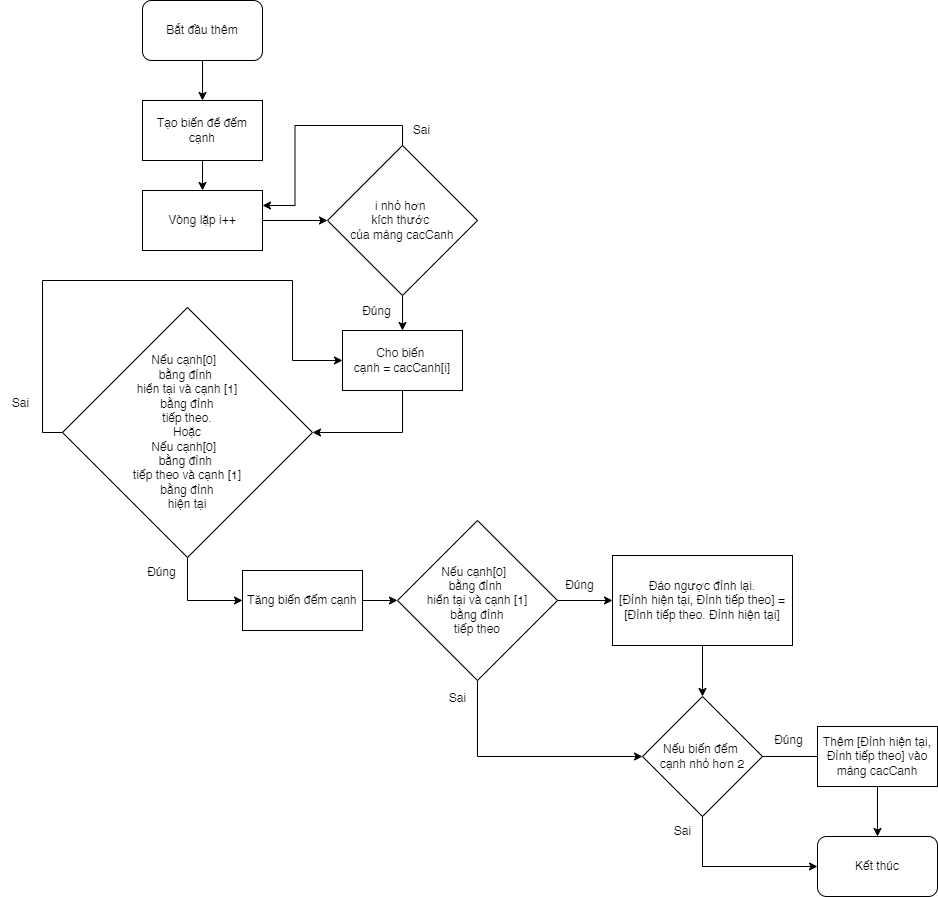 Bắt đầu thêm
Tạo biến để đếm
cạnh
Sai
Vòng lặp i++
i nhỏ hơn
kích thước
của mảng cacCanh
Đúng
Cho biến
cạnh = cacCanh[i]
Sai
Nếu cạnh[0]
bằng đỉnh
hiển tại và cạnh [1]
bằng đỉnh
tiếp theo.
Hoặc
Nếu cạnh[0]
bằng đỉnh
tiếp theo và cạnh [1]
bằng đỉnh
hiện tại
Đúng
Tăng biến đếm cạnh
Nếu cạnh[0]
bằng đỉnh
hiển tại và cạnh [1]
bằng đỉnh
tiếp theo
Đúng
Đảo ngược đỉnh lại.
[Đỉnh hiện tại, Đỉnh tiếp theo] =
[Đỉnh tiếp theo. Đỉnh hiện tại]
Sai
Nếu biến đếm
cạnh nhỏ hơn 2
Đúng
Thêm [Đỉnh hiện tại,
Đỉnh tiếp theo] vào
mảng cacCanh
Sai
Kết thúc